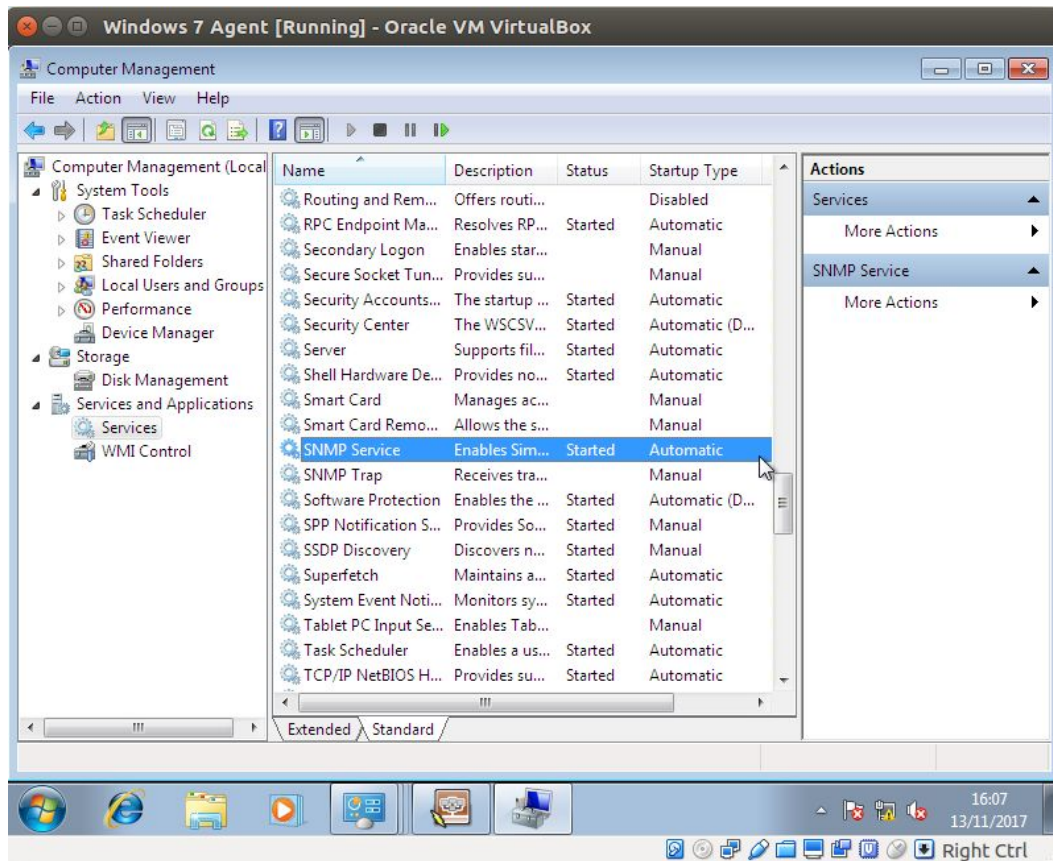 Windows 7 Agent [Running] - Oracle VM VirtualBox
Computer Management
File Action View Help
Computer Management (Local
System Tools
Task Scheduler
Event Viewer
Shared Folders
Local Users and Groups
Performance
Device Manager
Storage
Disk Management
Services and Applications
Services
WMI Control
Name Description Status Startup Type
Routing and Rem... Offers routi... Disabled
RPC Endpoint Ma... Resolves RP... Started Automatic
Secondary Logon Enables star... Manual
Secure Socket Tun... Provides su... Manual
Security Accounts... The startup ... Started Automatic
Security Center The WSCSV... Started Automatic (D...
Server Supports fil... Started Automatic
Shell Hardware De... Provides no... Started Automatic
Smart Card Manages ac... Manual
Smart Card Remo... Allows the s... Manual
SNMP Service Enables Sim... Started Automatic
SNMP Trap Receives tra... Manual
Software Protection Enables the ... Started Automatic (D...
SPP Notification S... Provides So... Started Manual
SSDP Discovery Discovers n... Started Manual
Superfetch Maintains a... Started Automatic
System Event Noti... Monitors sy... Started Automatic
Tablet PC Input Se... Enables Tab... Manual
Task Scheduler Enables a us... Started Automatic
TCP/IP NetBIOS H... Provides su... Started Automatic
Extended Standard
Actions
Services
More Actions
SNMP Service
More Actions
16:07
13/11/2017
Right Ctrl